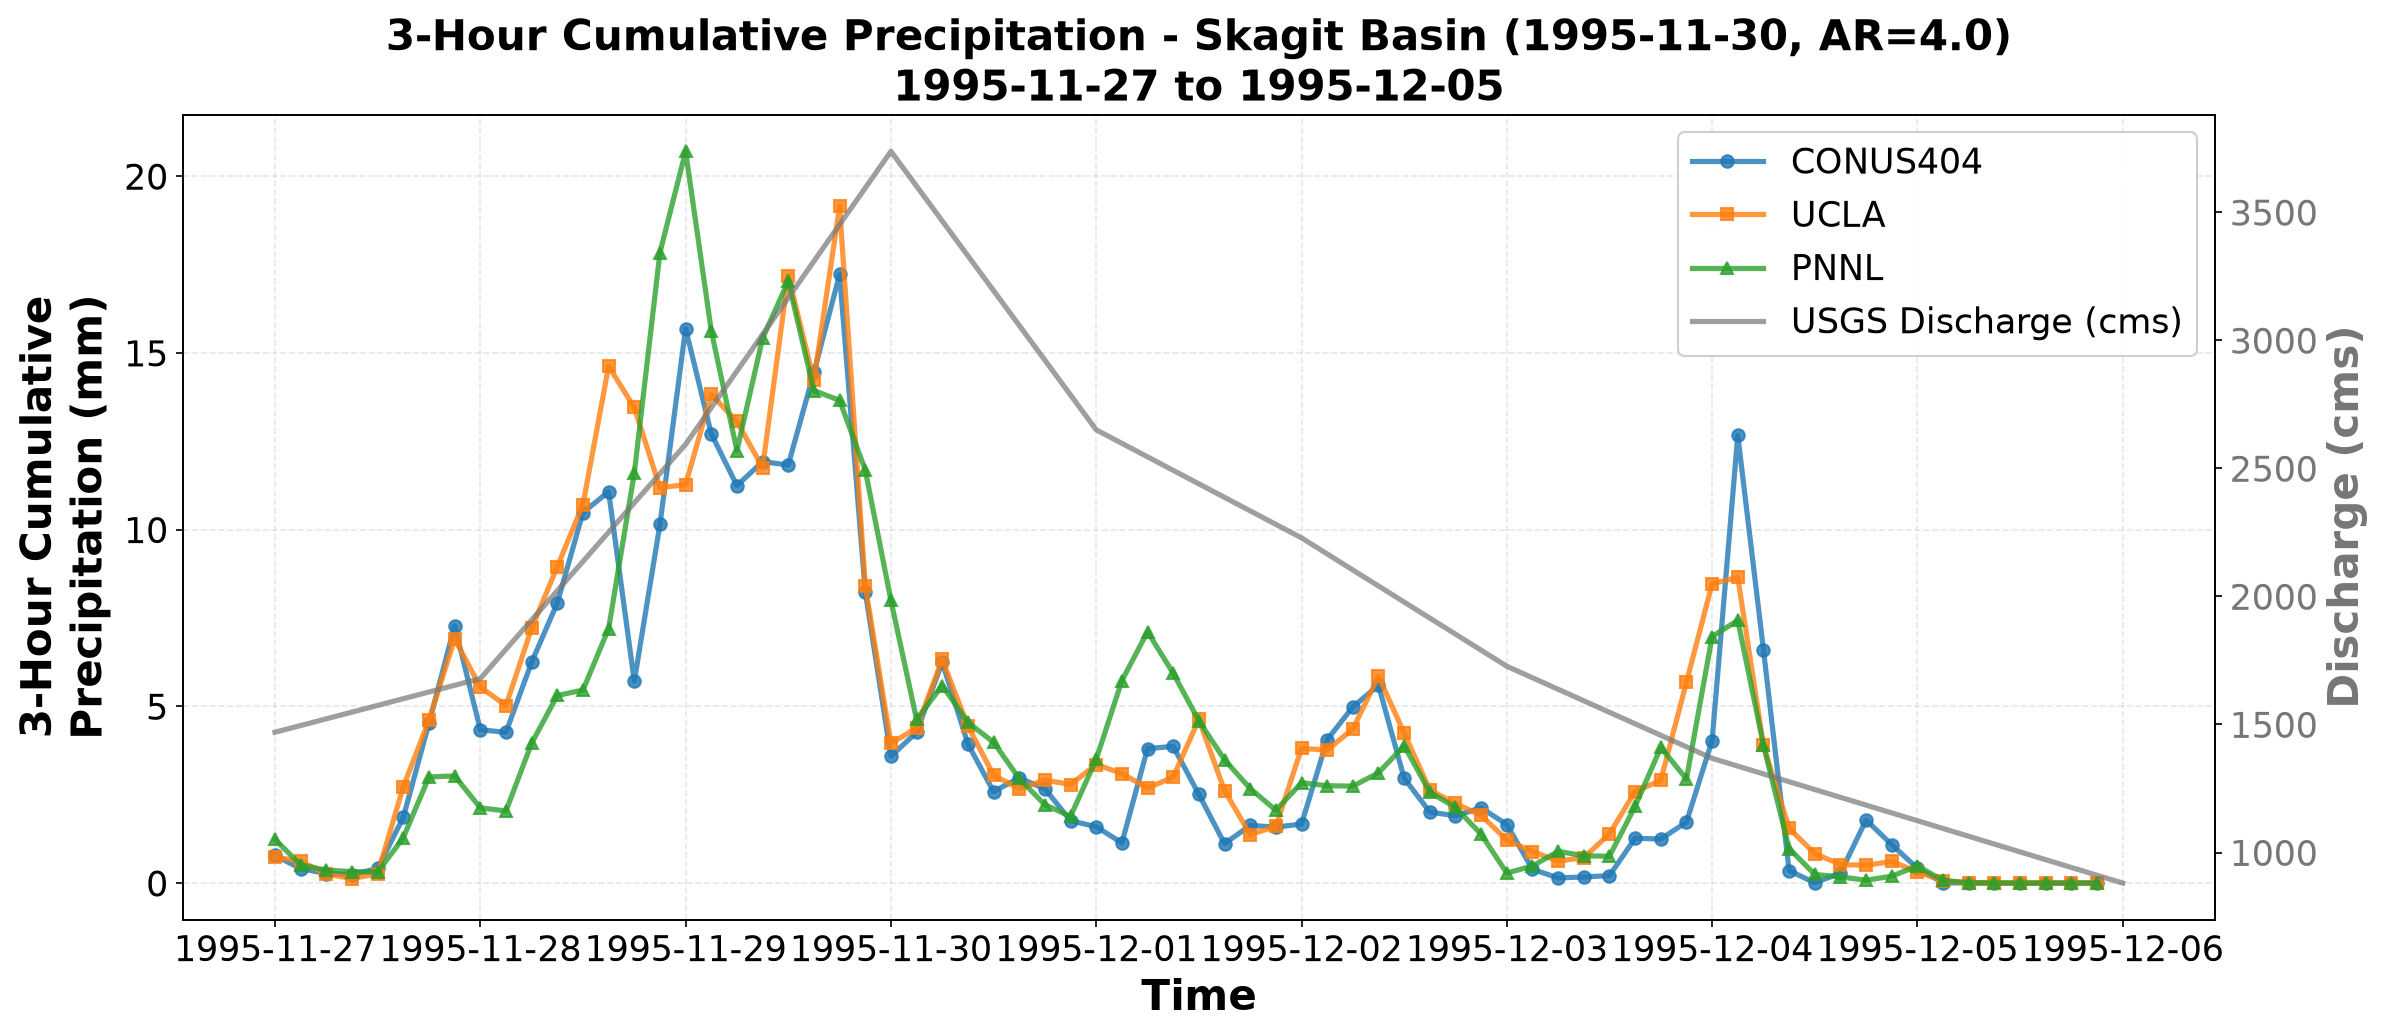 3-Hour Cumulative Precipitation - Skagit Basin (1995-11-30, AR=4.0)
1995-11-27 to 1995-12-05
3-Hour Cumulative
Precipitation (mm)
20
15
10
5
0
CONUS404
UCLA
PNNL
USGS Discharge (cms)
3500
3000
2500
2000
1500
1000
Discharge (cms)
1995-11-27 1995-11-28 1995-11-29 1995-11-30 1995-12-01 1995-12-02 1995-12-03 1995-12-04 1995-12-05 1995-12-06
Time